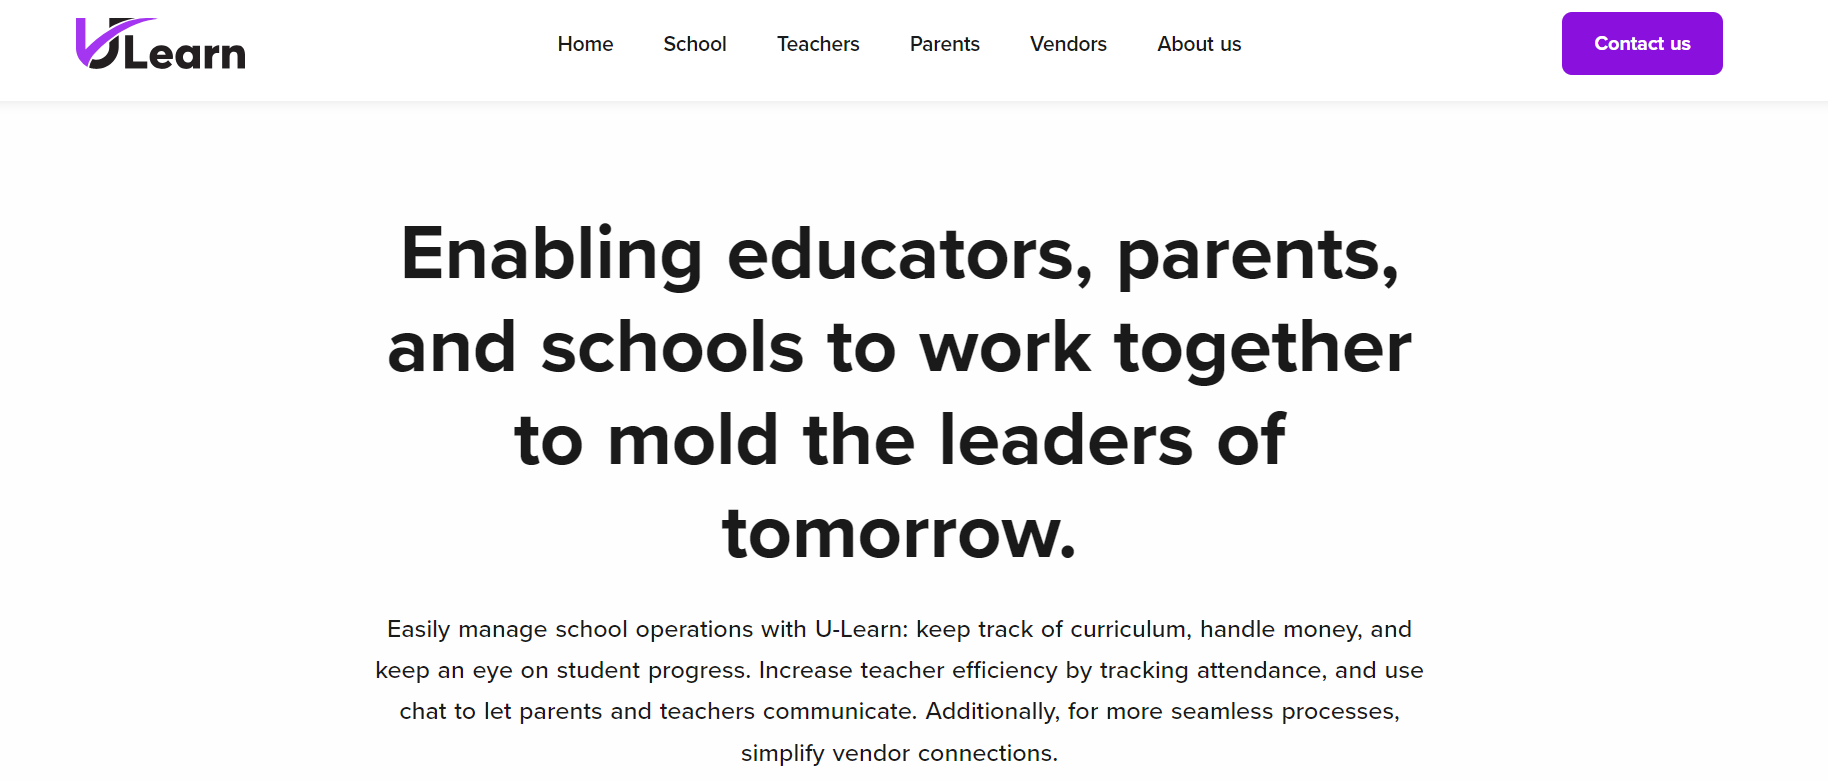 ULearn
Home School Teachers Parents Vendors About us
Contact us
Enabling educators, parents,
and schools to work together
to mold the leaders of
tomorrow.
Easily manage school operations with U-Learn: keep track of curriculum, handle money, and
keep an eye on student progress. Increase teacher efficiency by tracking attendance, and use
chat to let parents and teachers communicate. Additionally, for more seamless processes,
simplify vendor connections.